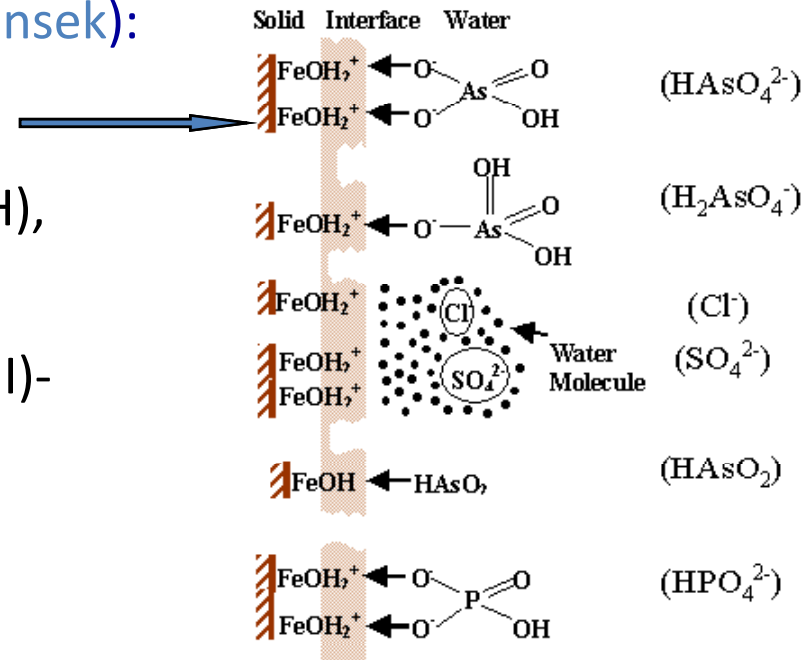 nsek):
Solid Interface Water
FeOH₂⁺ O⁻ O
As (HAsO₄²⁻)
FeOH₂⁺ O⁻ OH
H),
OH
(H₂AsO₄⁻)
FeOH₂⁺ O⁻ As O
OH
FeOH₂⁺ Cl (Cl⁻)
FeOH₂⁺ Water (SO₄²⁻)
l)- SO₄²⁻ Molecule
FeOH₂⁺
FeOH HAsO₂ (HAsO₂)
FeOH₂⁺ O⁻ O (HPO₄²⁻)
P
FeOH₂⁺ O⁻ OH